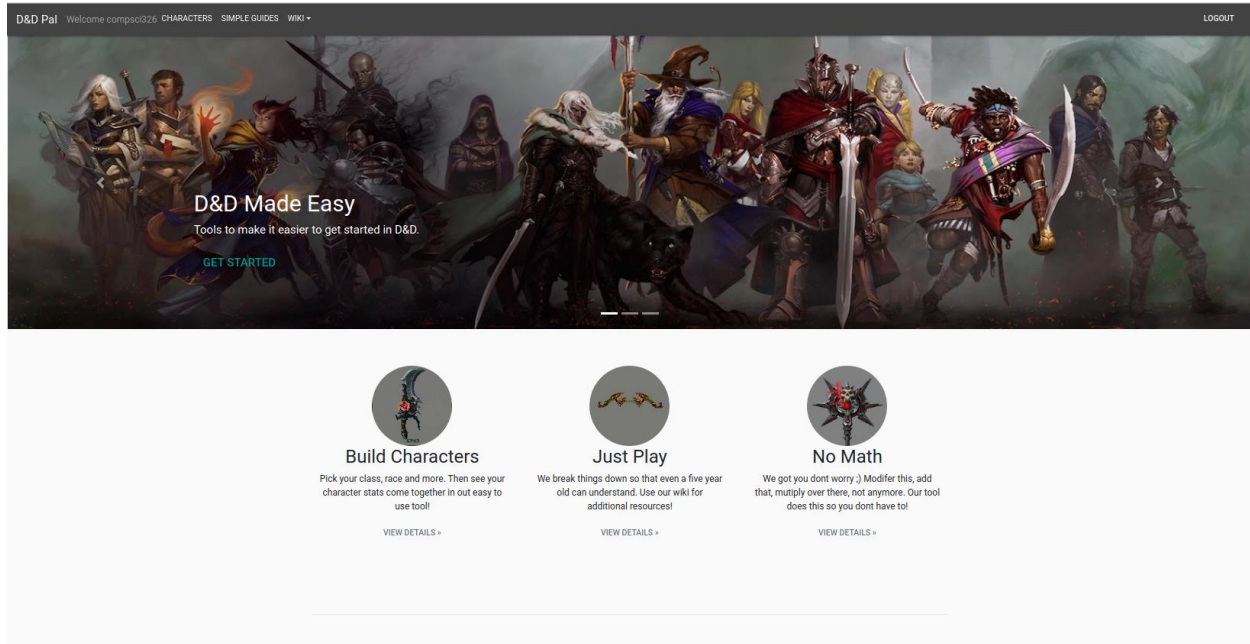 D&D Pal Welcome compsci326 CHARACTERS SIMPLE GUIDES WIKI LOGOUT
D&D Made Easy
Tools to make it easier to get started in D&D.
GET STARTED
Build Characters
Pick your class, race and more. Then see your
character stats come together in out easy to
use tool!
VIEW DETAILS »
Just Play
We break things down so that even a five year
old can understand. Use our wiki for
additional resources!
VIEW DETAILS »
No Math
We got you dont worry ;) Modifer this, add
that, mutiply over there, not anymore. Our tool
does this so you dont have to!
VIEW DETAILS »